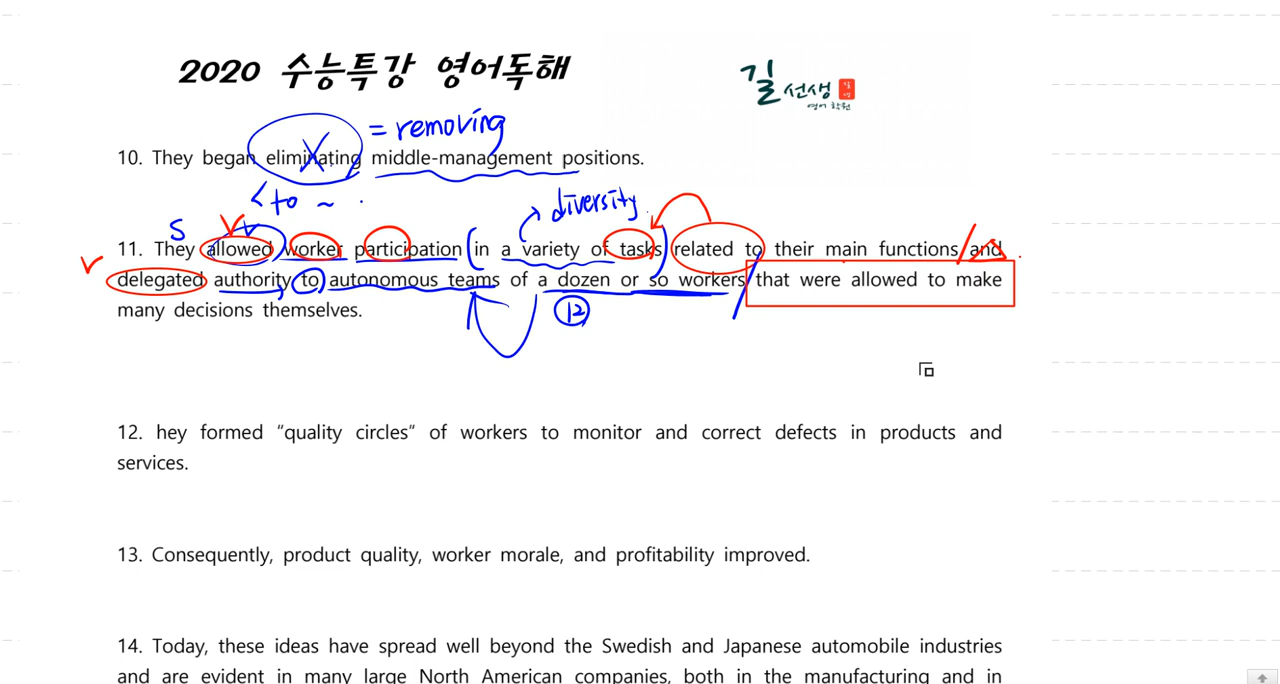 2020 수능특강 영어독해
길선생
영어 학원
= removing
10. They began eliminating middle-management positions.
< to ~
diversity
S V
11. They allowed worker participation (in a variety of tasks) related to their main functions / and
V
delegated authority to autonomous teams of a dozen or so workers / that were allowed to make
many decisions themselves.
12
12. hey formed "quality circles" of workers to monitor and correct defects in products and
services.
13. Consequently, product quality, worker morale, and profitability improved.
14. Today, these ideas have spread well beyond the Swedish and Japanese automobile industries
and are evident in many large North American companies, both in the manufacturing and in